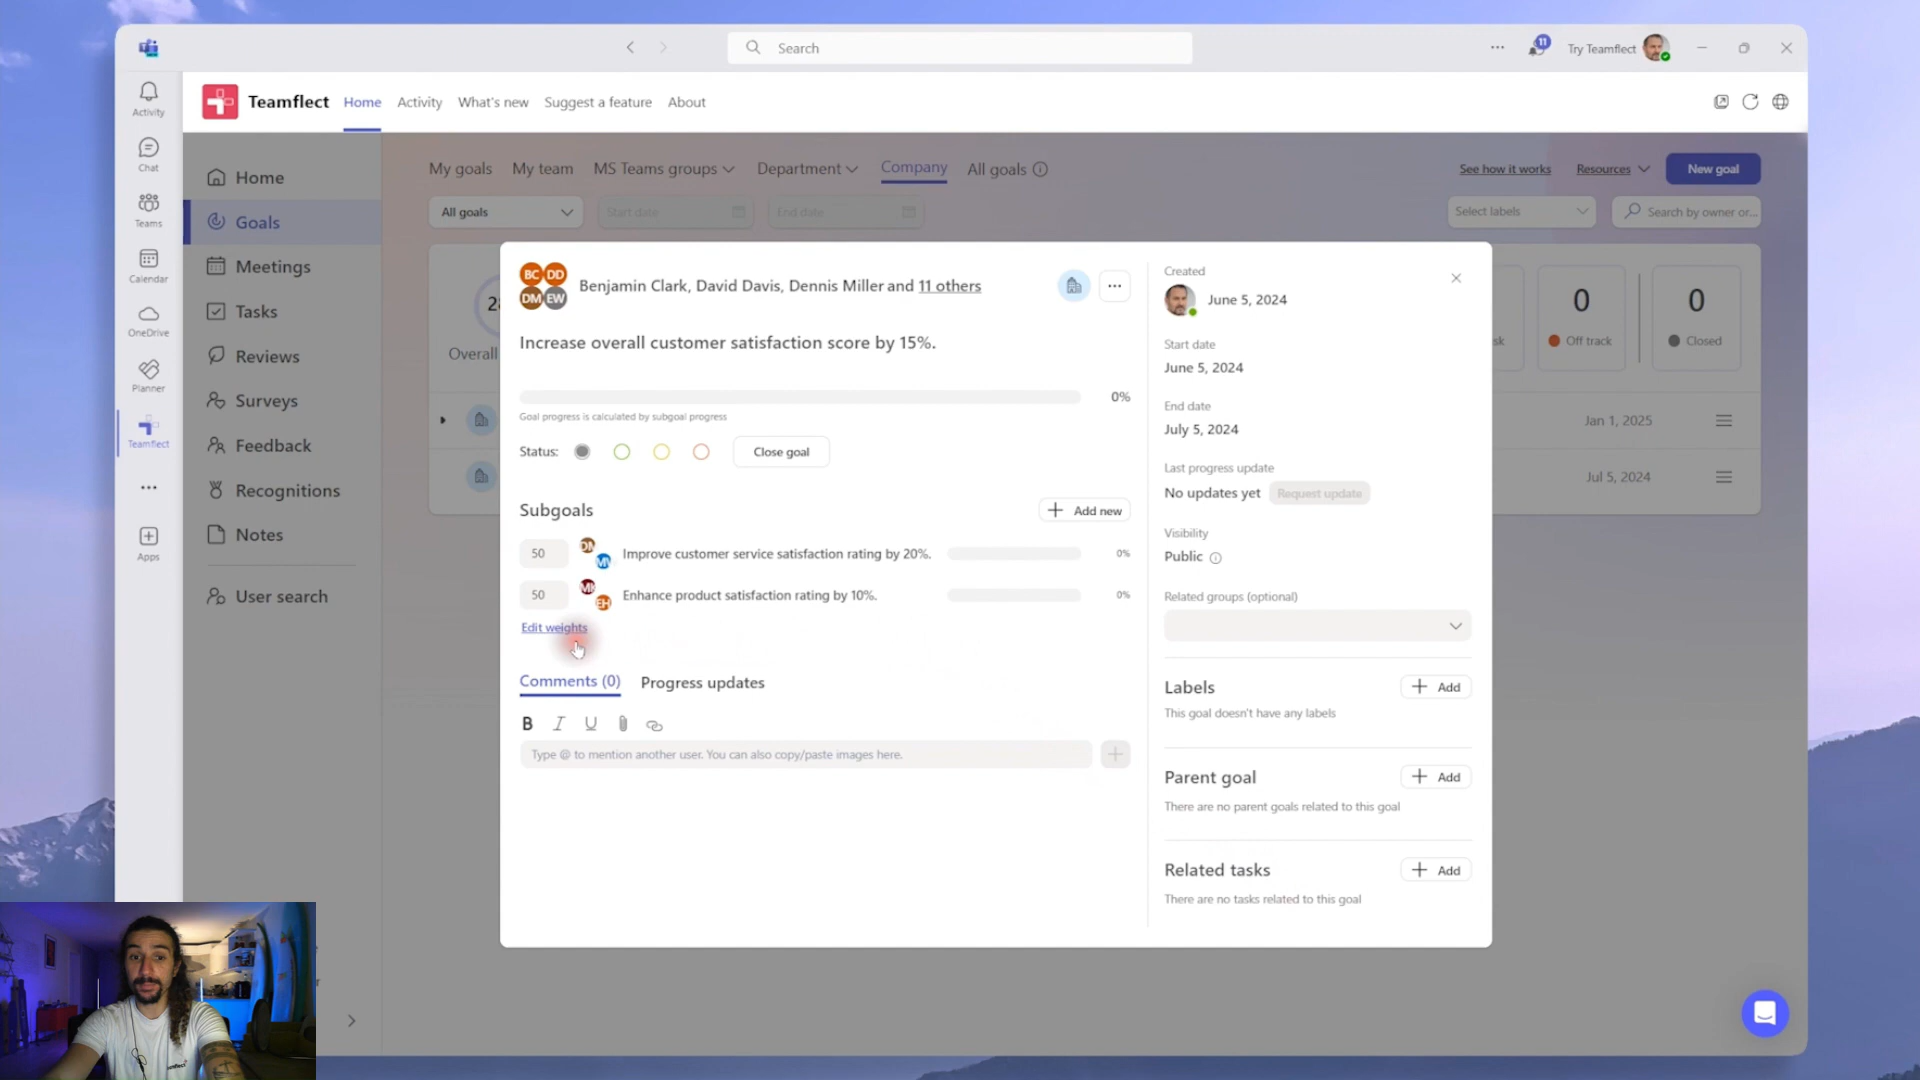 Search
11
Try Teamflect
Activity
Chat
Teams
Calendar
OneDrive
Planner
Teamflect
Apps
Teamflect
Home
Activity
What's new
Suggest a feature
About
Home
Goals
Meetings
Tasks
Reviews
Surveys
Feedback
Recognitions
Notes
User search
My goals
My team
MS Teams groups
Department
Company
All goals
See how it works
Resources
New goal
All goals
Start date
End date
Select labels
Search by owner or...
Overall
0
Off track
0
Closed
Jan 1, 2025
Jul 5, 2024
BC DD
DM EW
Benjamin Clark, David Davis, Dennis Miller and 11 others
Increase overall customer satisfaction score by 15%.
0%
Goal progress is calculated by subgoal progress
Status:
Close goal
Subgoals
Add new
50 Improve customer service satisfaction rating by 20%. 0%
50 EH Enhance product satisfaction rating by 10%. 0%
Edit weights
Comments (0)
Progress updates
B I U
Type @ to mention another user. You can also copy/paste images here.
Created
June 5, 2024
Start date
June 5, 2024
End date
July 5, 2024
Last progress update
No updates yet
Request update
Visibility
Public
Related groups (optional)
Labels
Add
This goal doesn't have any labels
Parent goal
Add
There are no parent goals related to this goal
Related tasks
Add
There are no tasks related to this goal